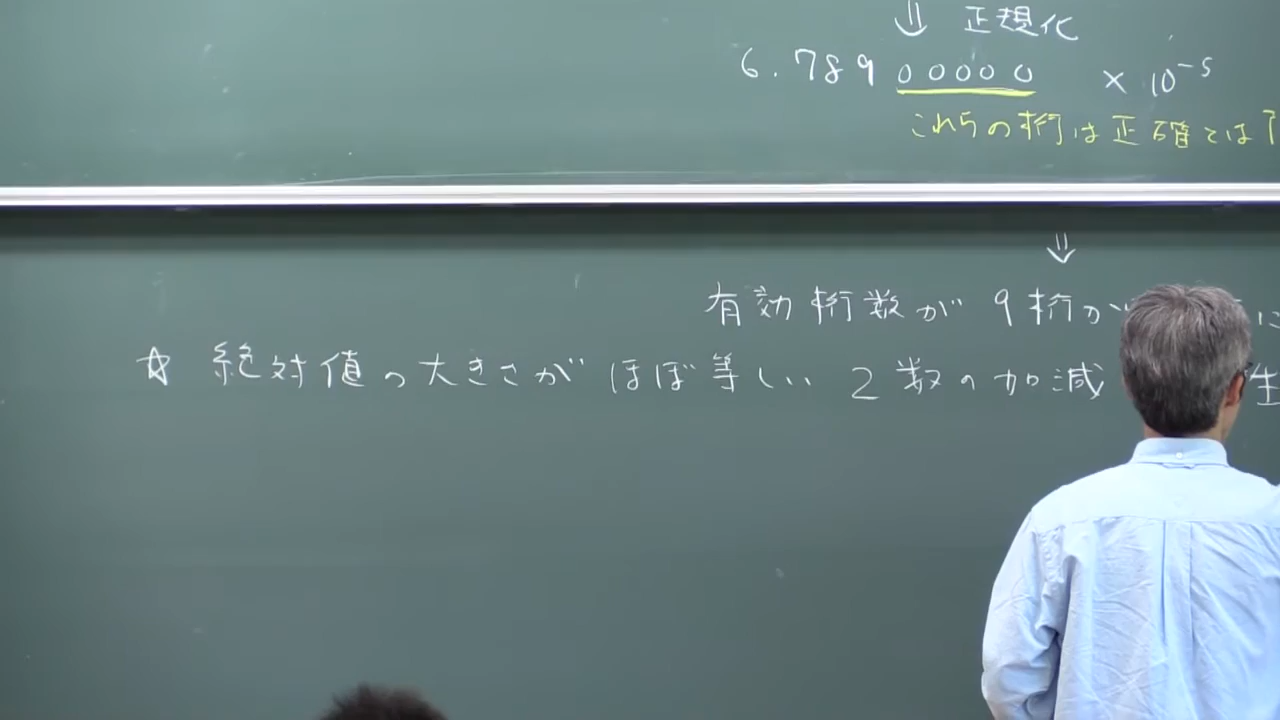 ⇓ 正規化
6.78900000 × 10⁻⁵
これらの桁は正確とは
⇓
有効桁数が 9桁か
☆ 絶対値の大きさが ほぼ等しい 2数の加減 生